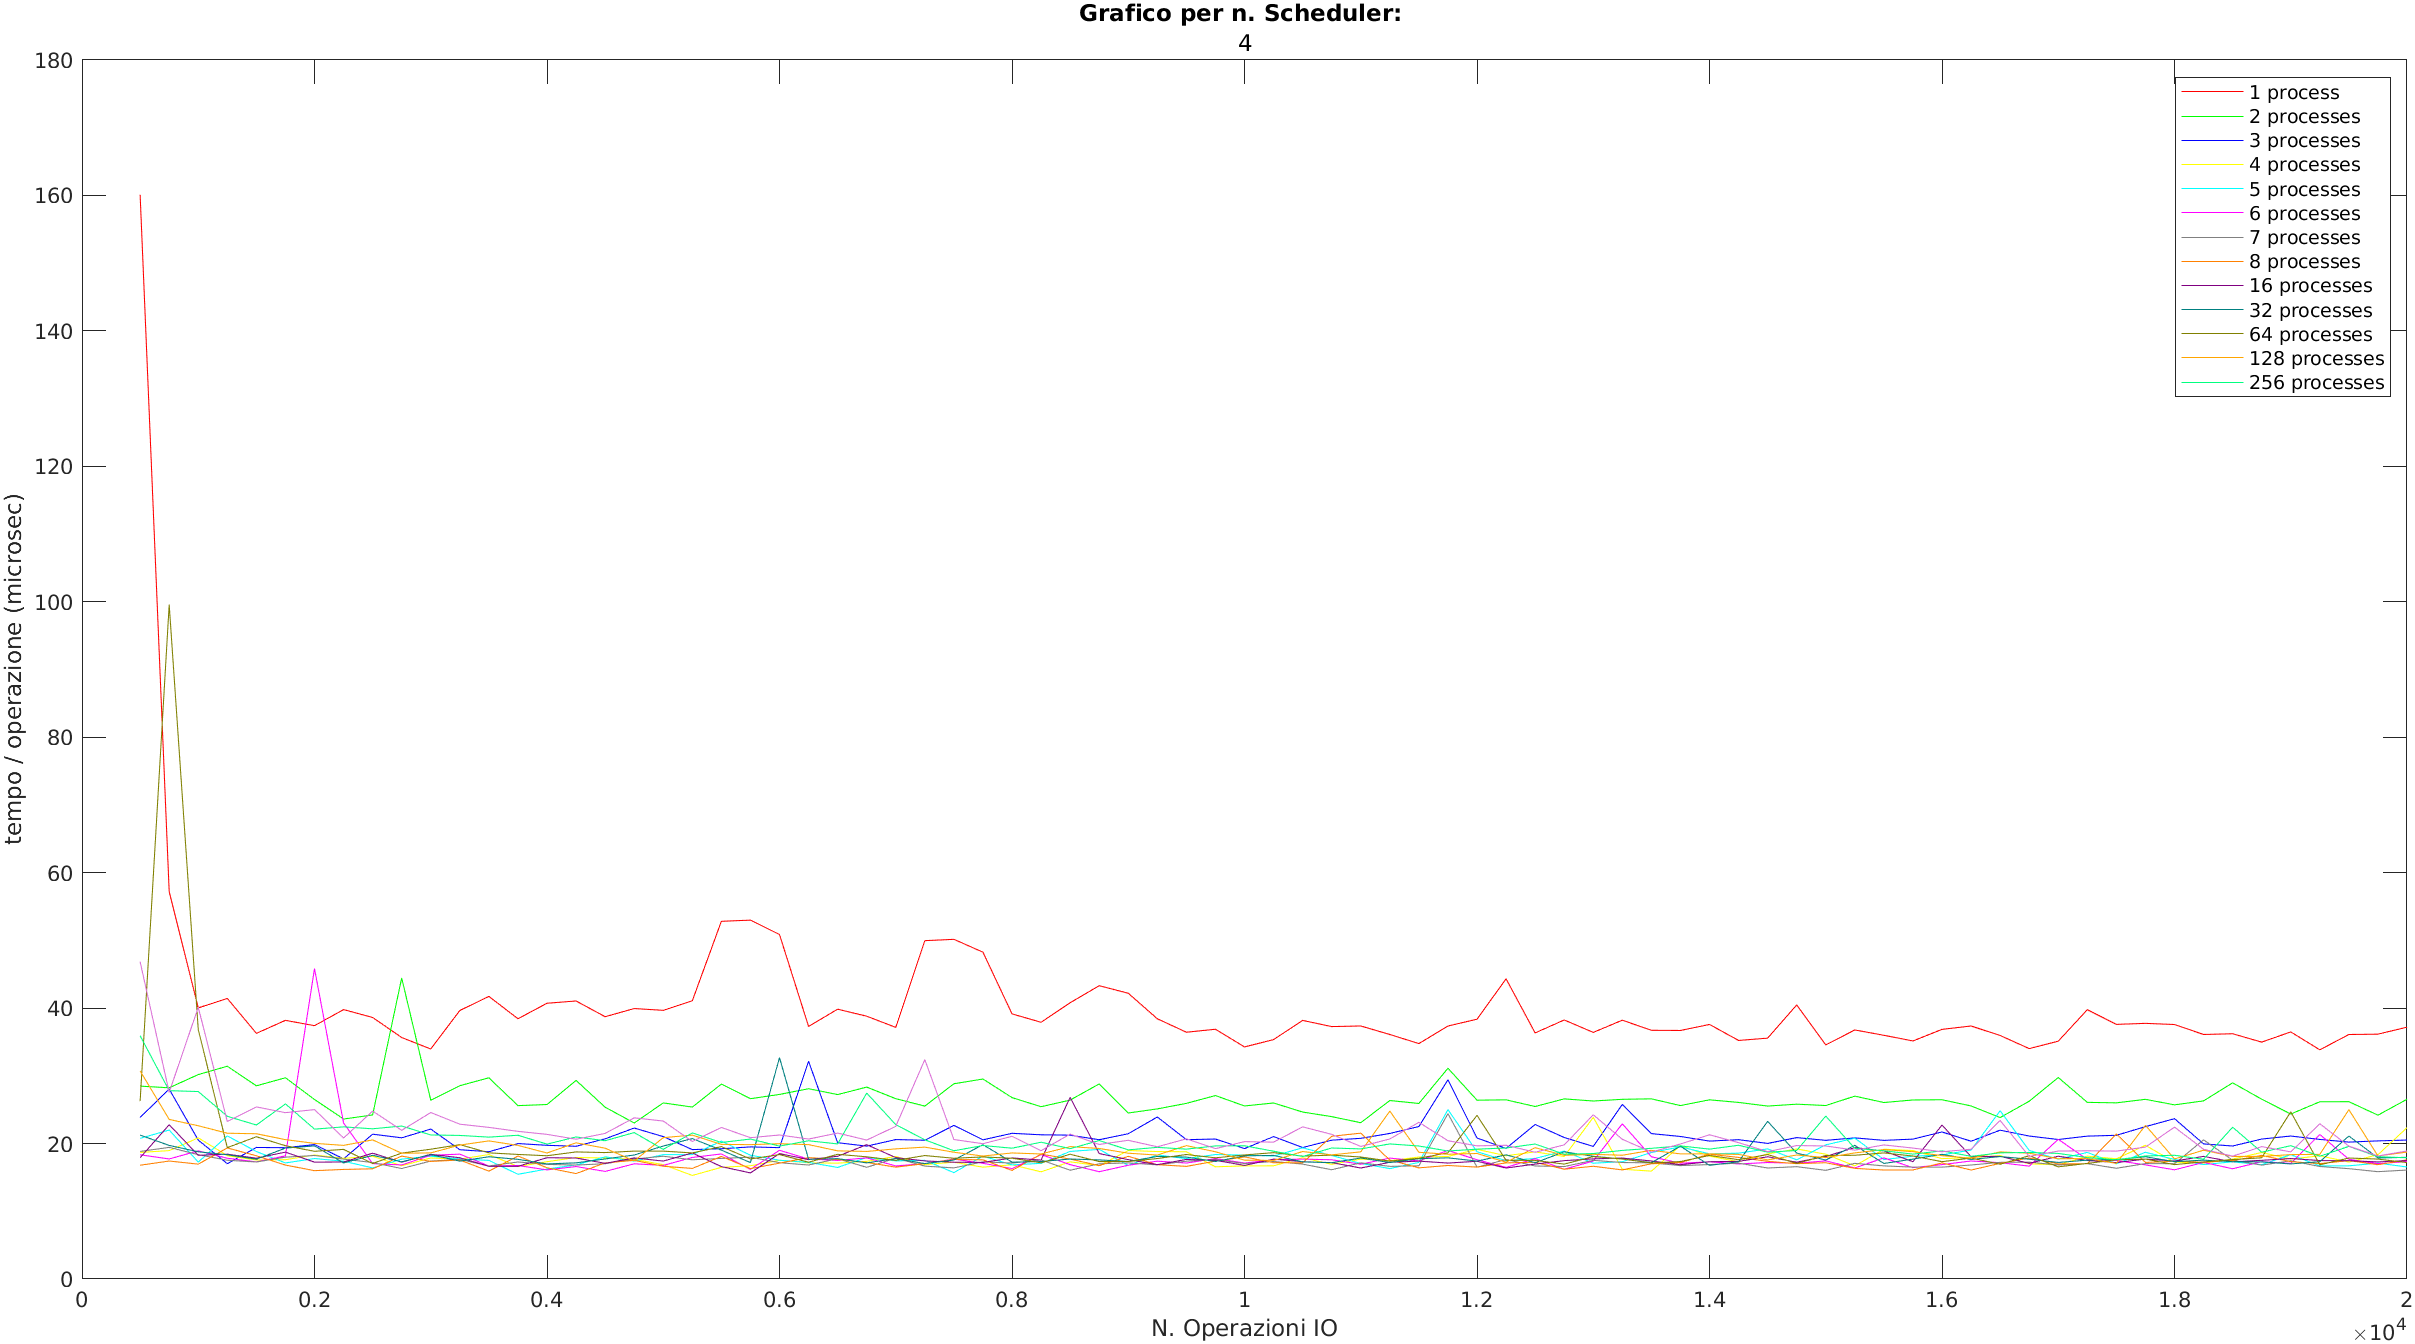 Grafico per n. Scheduler:
4
180
160
140
120
100
80
60
40
20
0
tempo / operazione (microsec)
1 process
2 processes
3 processes
4 processes
5 processes
6 processes
7 processes
8 processes
16 processes
32 processes
64 processes
128 processes
256 processes
0 0.2 0.4 0.6 0.8 1 1.2 1.4 1.6 1.8 2
×10⁴
N. Operazioni IO